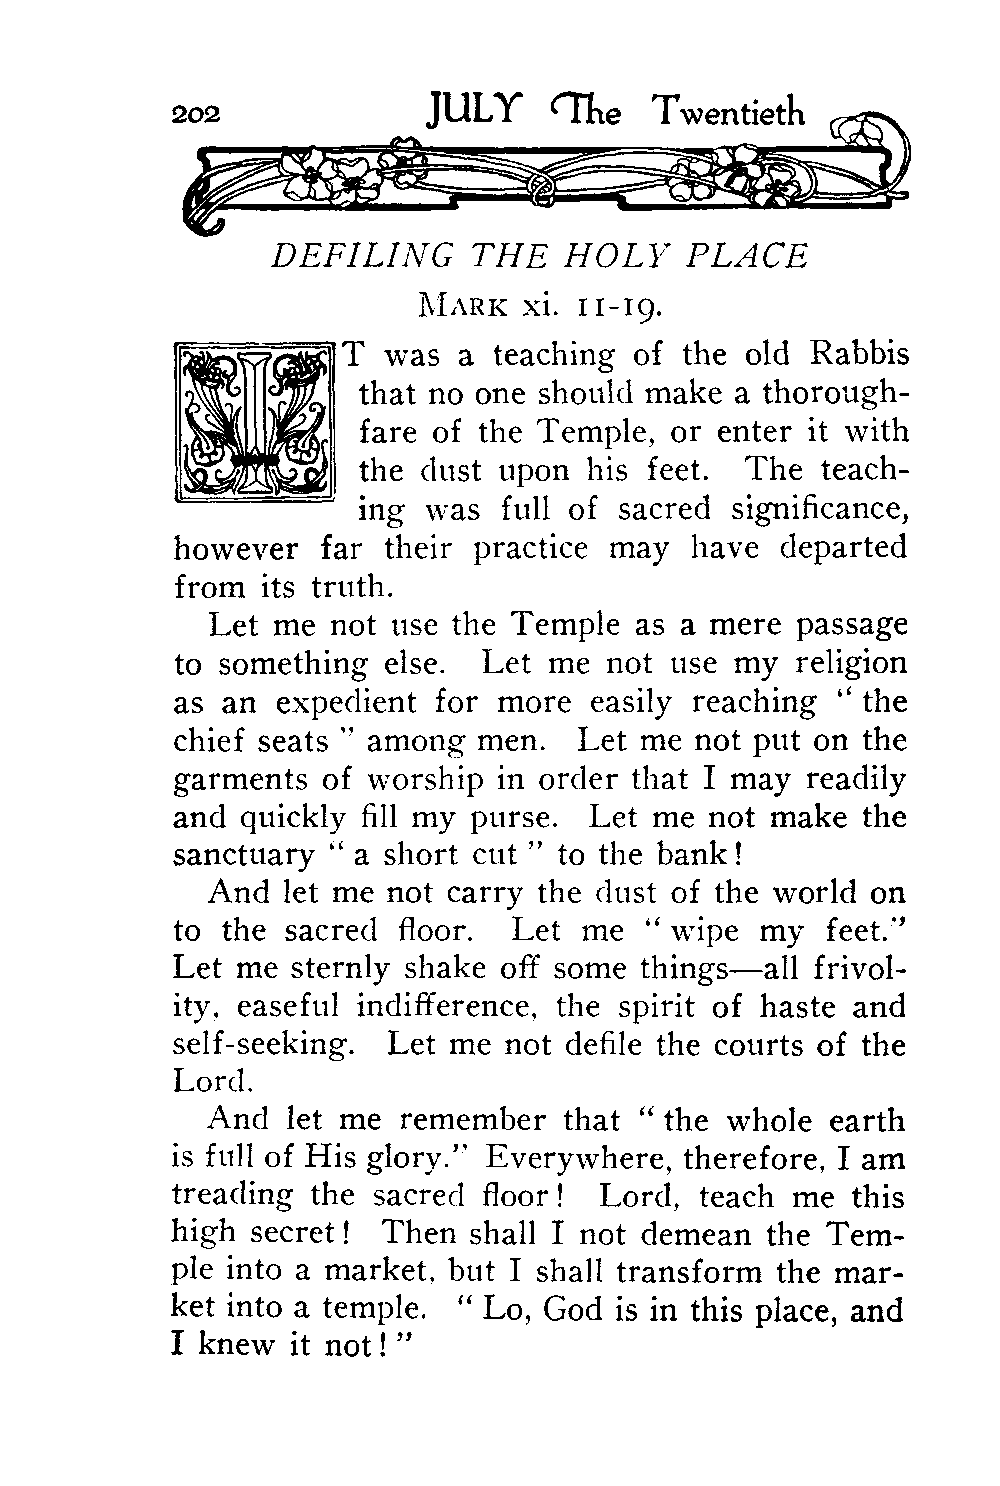 202 JULY The Twentieth
DEFILING THE HOLY PLACE
MARK xi. 11-19.
IT was a teaching of the old Rabbis
that no one should make a thorough-
fare of the Temple, or enter it with
the dust upon his feet. The teach-
ing was full of sacred significance,
however far their practice may have departed
from its truth.
Let me not use the Temple as a mere passage
to something else. Let me not use my religion
as an expedient for more easily reaching “the
chief seats” among men. Let me not put on the
garments of worship in order that I may readily
and quickly fill my purse. Let me not make the
sanctuary “a short cut” to the bank!
And let me not carry the dust of the world on
to the sacred floor. Let me “wipe my feet.”
Let me sternly shake off some things—all frivol-
ity, easeful indifference, the spirit of haste and
self-seeking. Let me not defile the courts of the
Lord.
And let me remember that “the whole earth
is full of His glory.” Everywhere, therefore, I am
treading the sacred floor! Lord, teach me this
high secret! Then shall I not demean the Tem-
ple into a market, but I shall transform the mar-
ket into a temple. “Lo, God is in this place, and
I knew it not!”